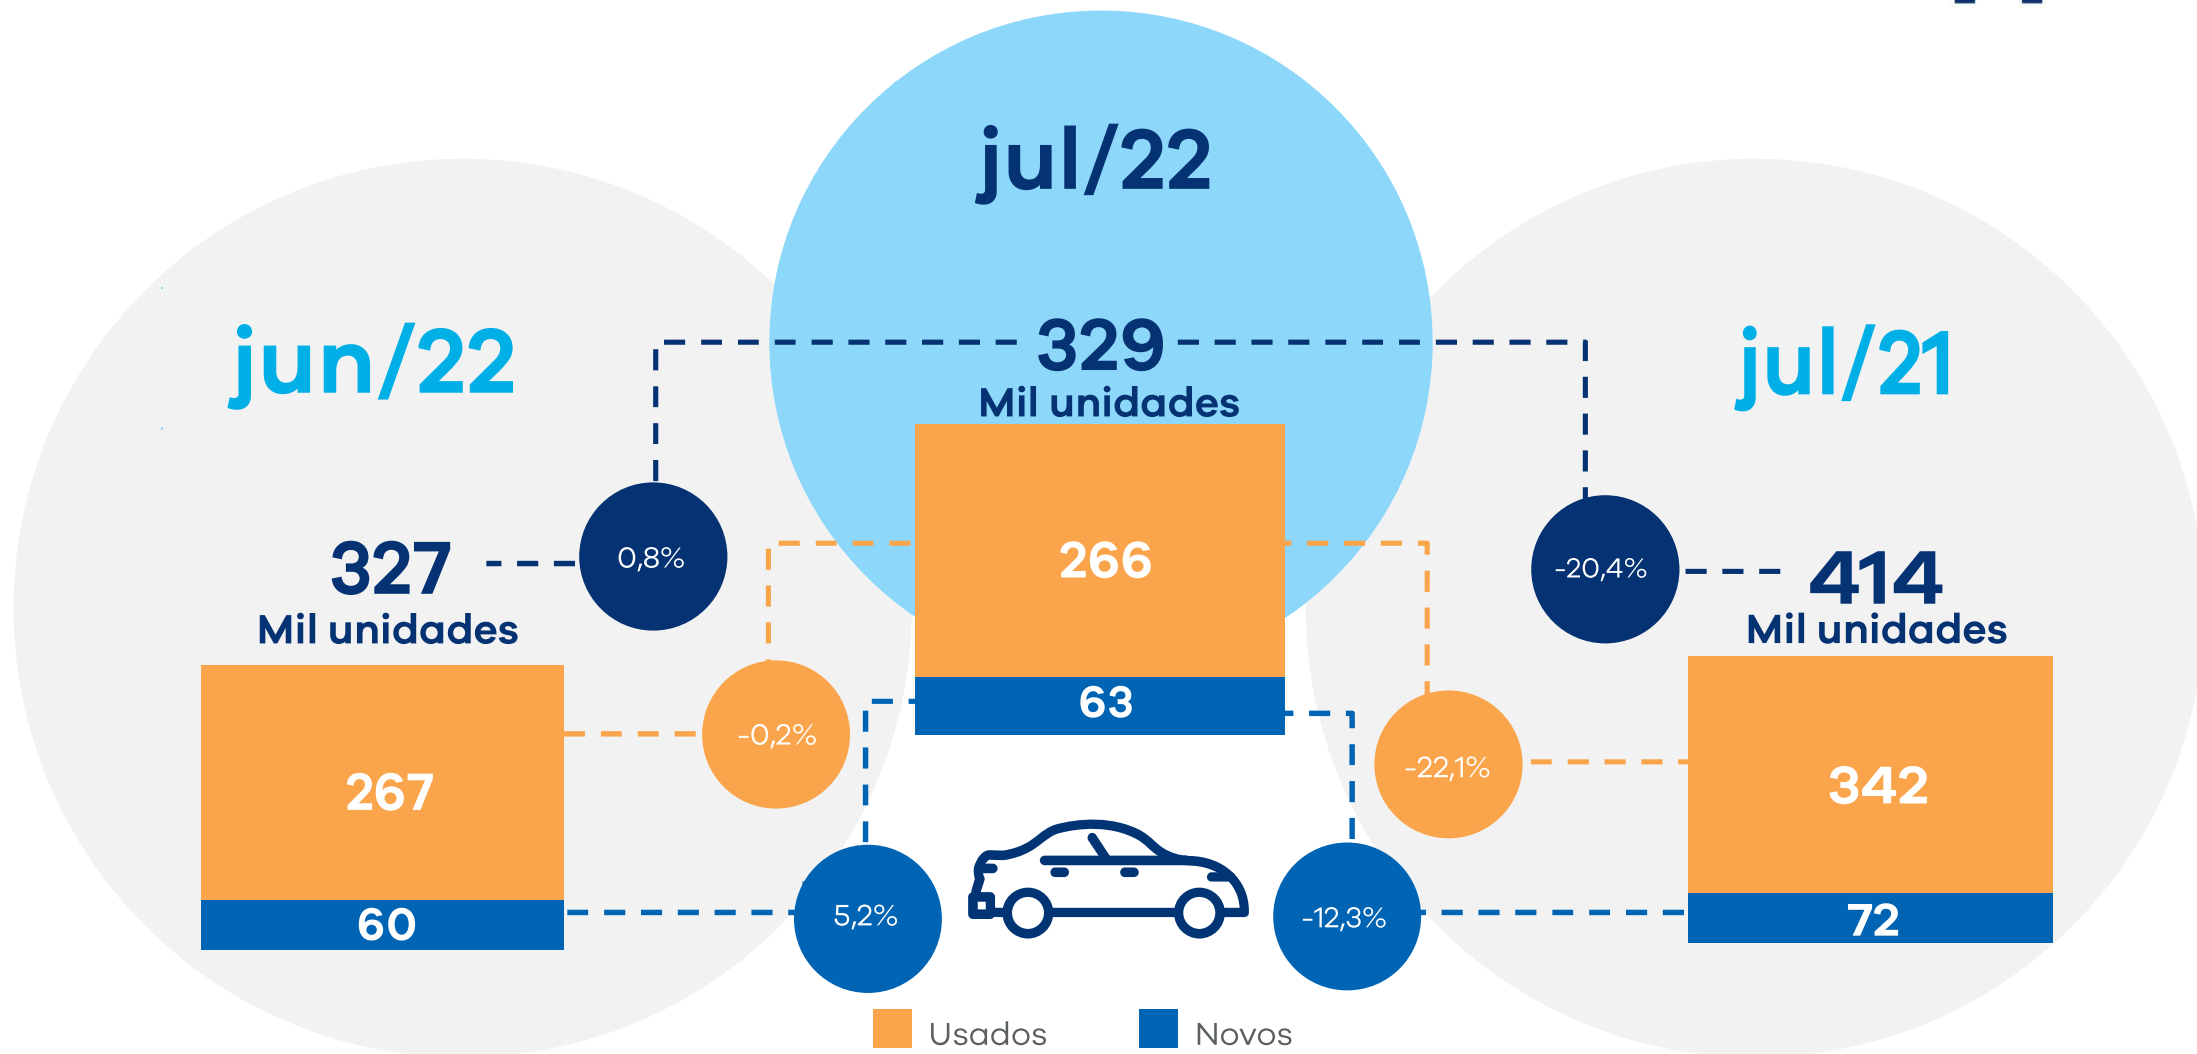 jul/22
jun/22
jul/21
329
Mil unidades
327
Mil unidades
0,8%
-20,4%
414
Mil unidades
266
63
267
60
-0,2%
5,2%
-22,1%
-12,3%
342
72
Usados
Novos